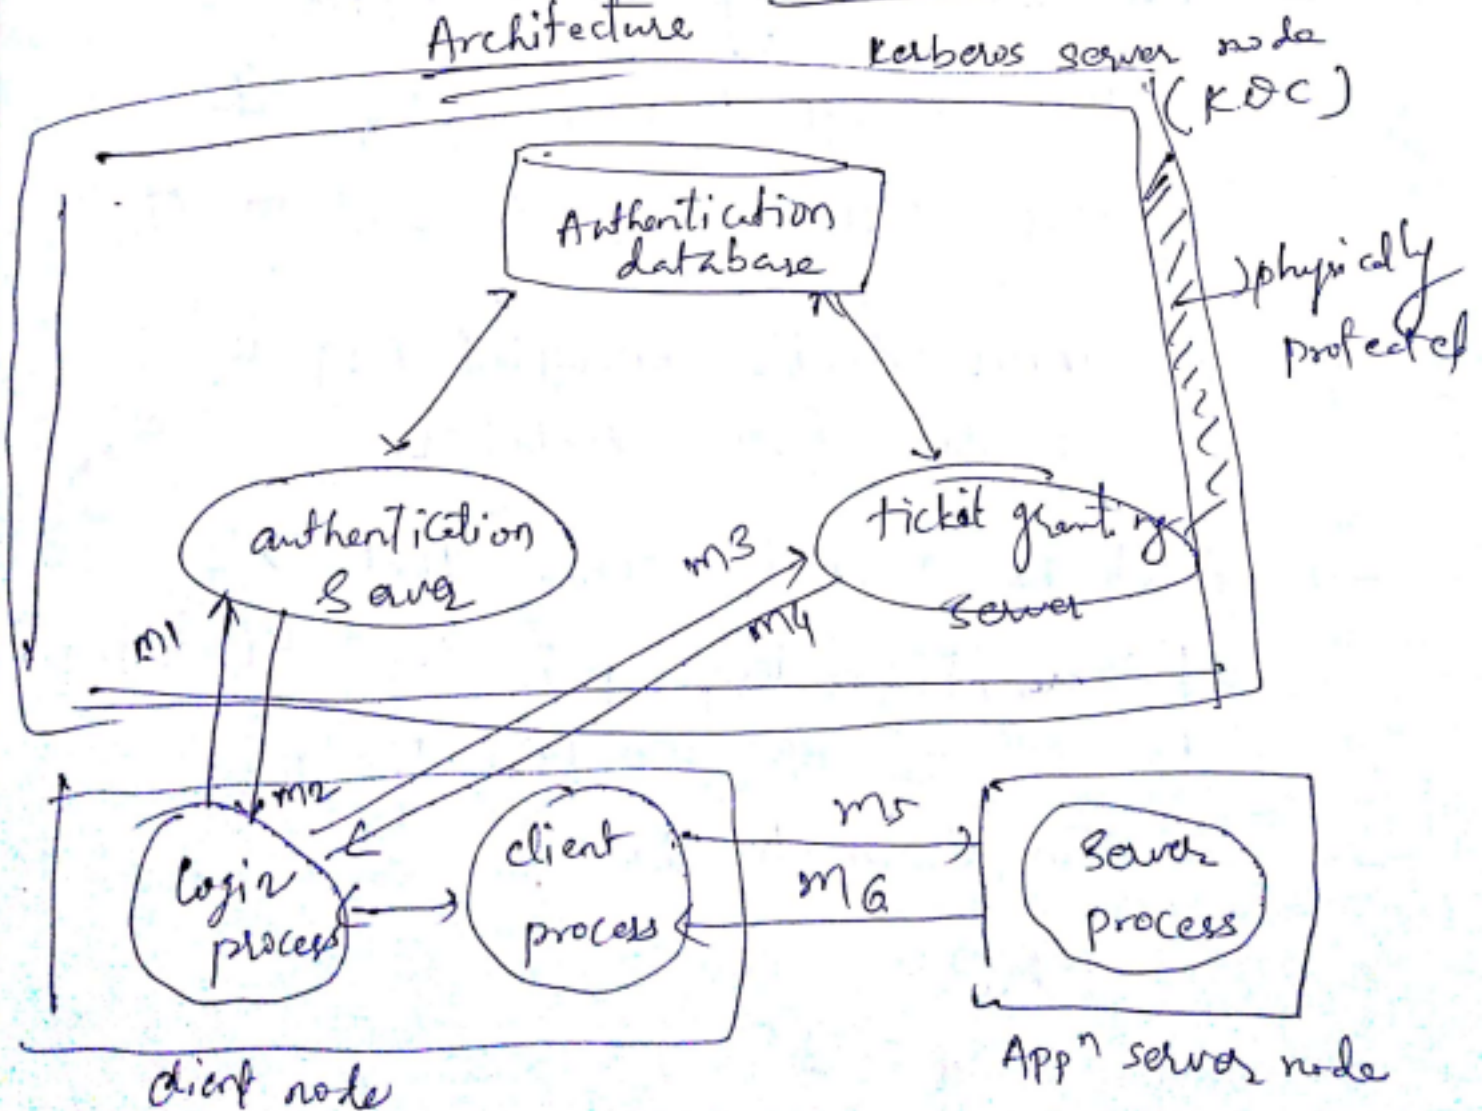 Architecture
Kerberos server node
(KDC)
Authentication
database
physically
protected
authentication
server
ticket granting
server
m1
m2
m3
m4
login
process
client
process
m5
m6
server
process
client node
Appⁿ server node